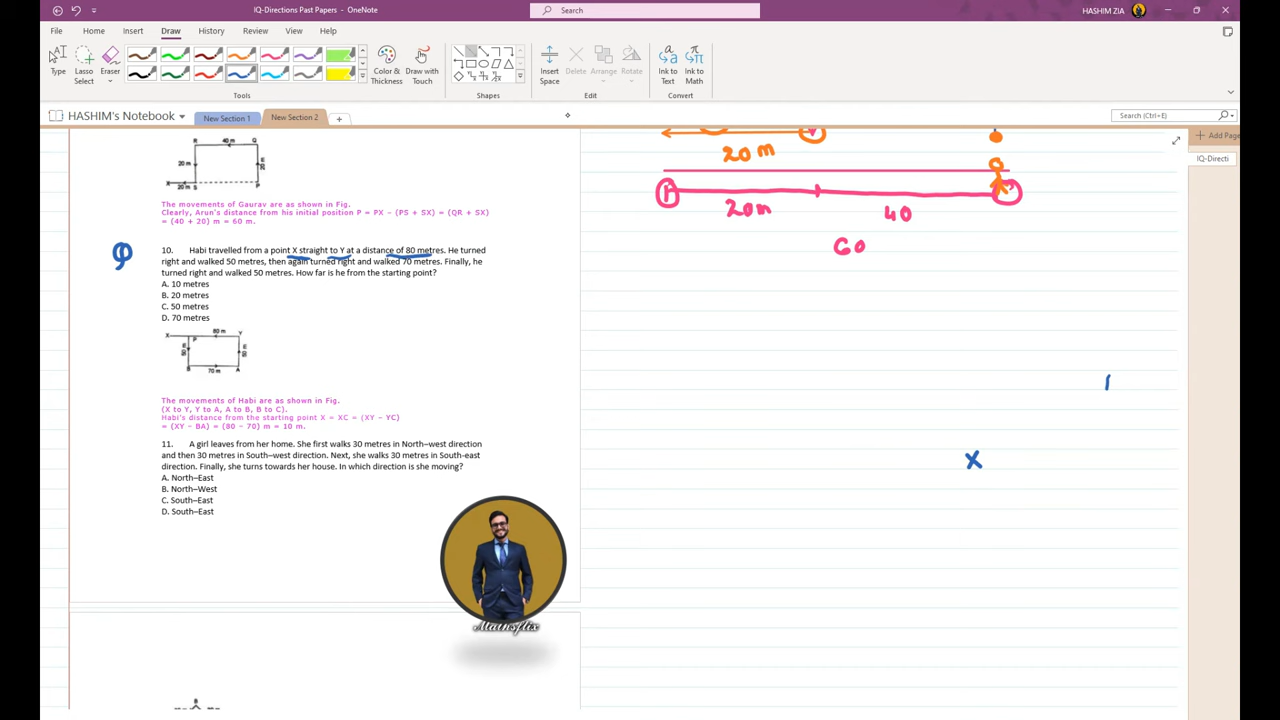 IQ-Directions Past Papers - OneNote
Search
HASHIM ZIA
File Home Insert Draw History Review View Help
Type
Lasso Select
Eraser
Color & Thickness
Draw with Touch
Insert Space
Delete
Arrange
Rotate
Ink to Text
Ink to Math
Tools
Shapes
Edit
Convert
HASHIM's Notebook
New Section 1
New Section 2
Search (Ctrl+E)
Add Page
IQ-Directi
R 40 m Q
20 m
20 m
X 20 m S P
The movements of Gaurav are as shown in Fig.
Clearly, Arun's distance from his initial position P = PX – (PS + SX) = (QR + SX)
= (40 + 20) m = 60 m.
10. Habi travelled from a point X straight to Y at a distance of 80 metres. He turned
right and walked 50 metres, then again turned right and walked 70 metres. Finally, he
turned right and walked 50 metres. How far is he from the starting point?
A. 10 metres
B. 20 metres
C. 50 metres
D. 70 metres
X P 80 m Y
50 m
50 m
B 70 m A
The movements of Habi are as shown in Fig.
(X to Y, Y to A, A to B, B to C).
Habi's distance from the starting point X = XC = (XY – YC)
= (XY – BA) = (80 – 70) m = 10 m.
11. A girl leaves from her home. She first walks 30 metres in North–west direction
and then 30 metres in South–west direction. Next, she walks 30 metres in South-east
direction. Finally, she turns towards her house. In which direction is she moving?
A. North–East
B. North–West
C. South–East
D. South–East
Mathsflix
20 m
20m
40
60
X